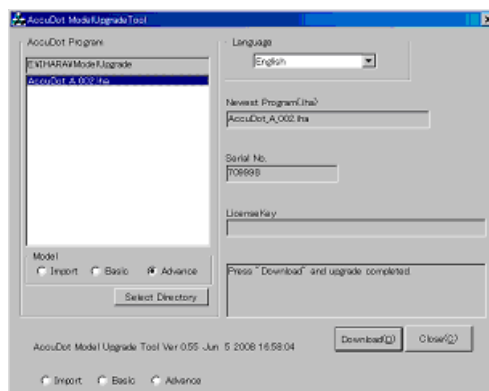 AccuDot ModelUpgradeTool
AccuDot Program
E:\IHARA\ModelUpgrade
AccuDot_A_002.lha
Model
Import Basic Advance
Select Directory
Language
English
Newest Program(.lha)
AccuDot_A_002.lha
Serial No.
709998
LicenseKey
Press "Download" and upgrade completed.
Download(D) Close(C)
AccuDot Model Upgrade Tool Ver 0.55 Jun 5 2008 16:58:04
Import Basic Advance